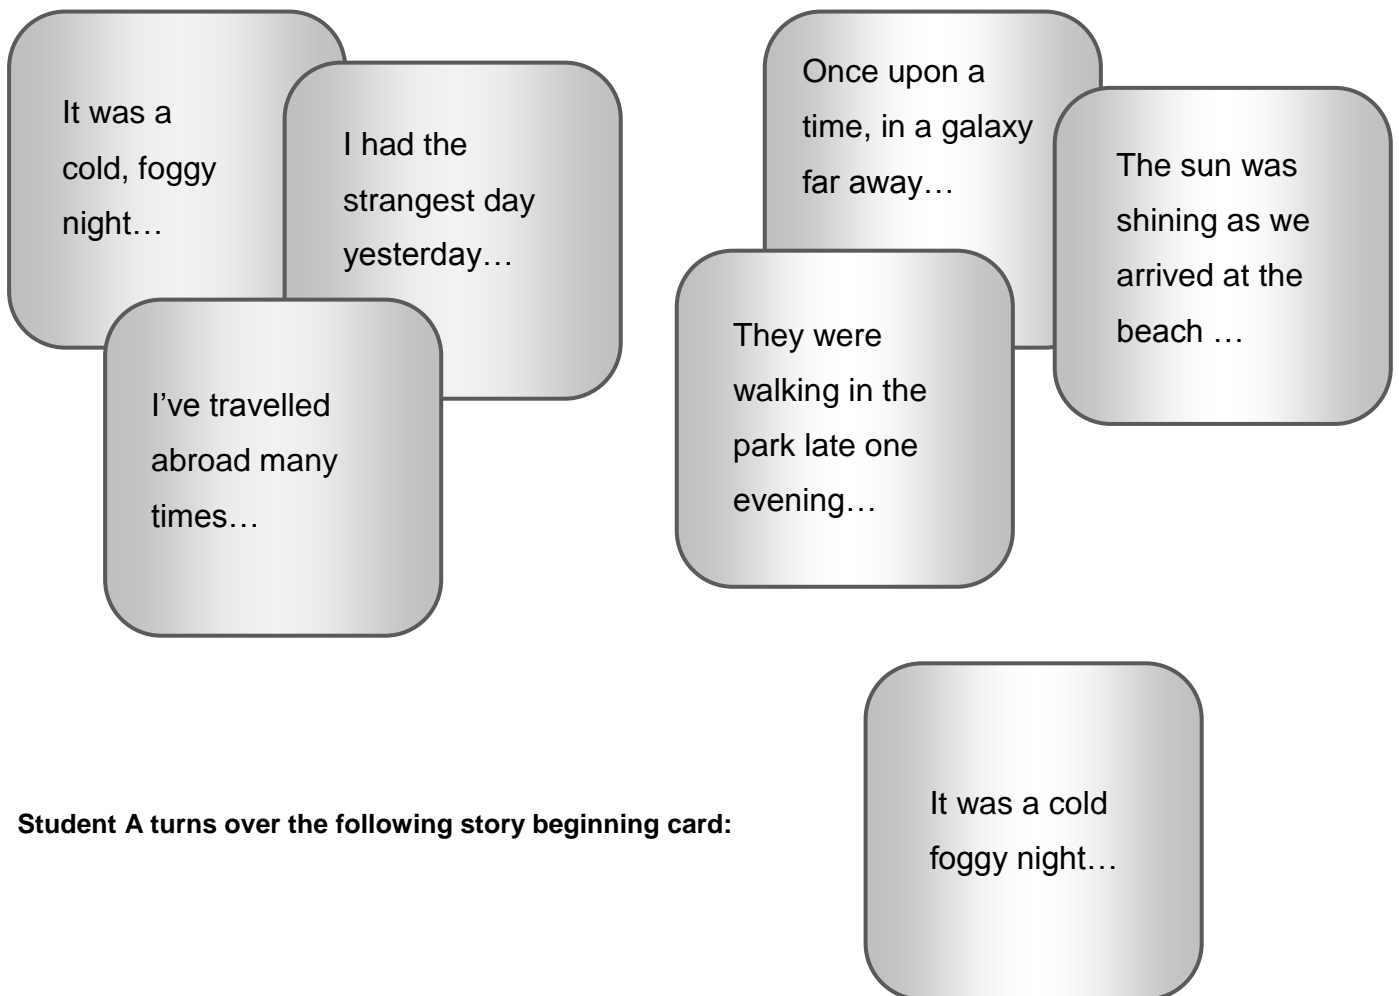 It was a
cold, foggy
night…
I had the
strangest day
yesterday…
I’ve travelled
abroad many
times…
Once upon a
time, in a galaxy
far away…
The sun was
shining as we
arrived at the
beach …
They were
walking in the
park late one
evening…
Student A turns over the following story beginning card:
It was a cold
foggy night…